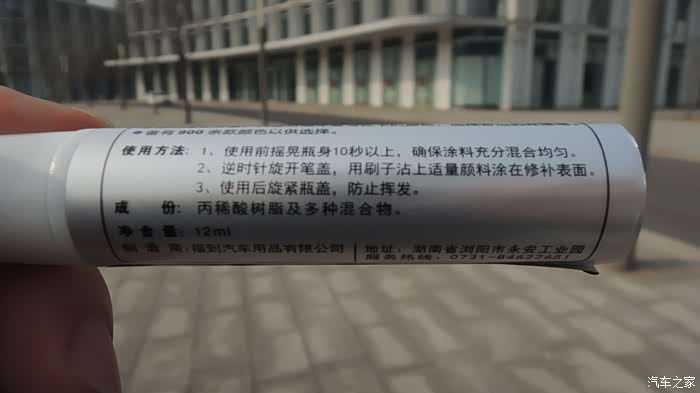 ●备有 900 余款颜色以供选择。
使用方法: 1、使用前摇晃瓶身10秒以上，确保涂料充分混合均匀。
2、逆时针旋开笔盖，用刷子沾上适量颜料涂在修补表面。
3、使用后旋紧瓶盖，防止挥发。
成 份: 丙稀酸树脂及多种混合物。
净含量: 12ml
制造商: 福到汽车用品有限公司
地址: 湖南省浏阳市永安工业园
服务热线: 0731-84622651
汽车之家